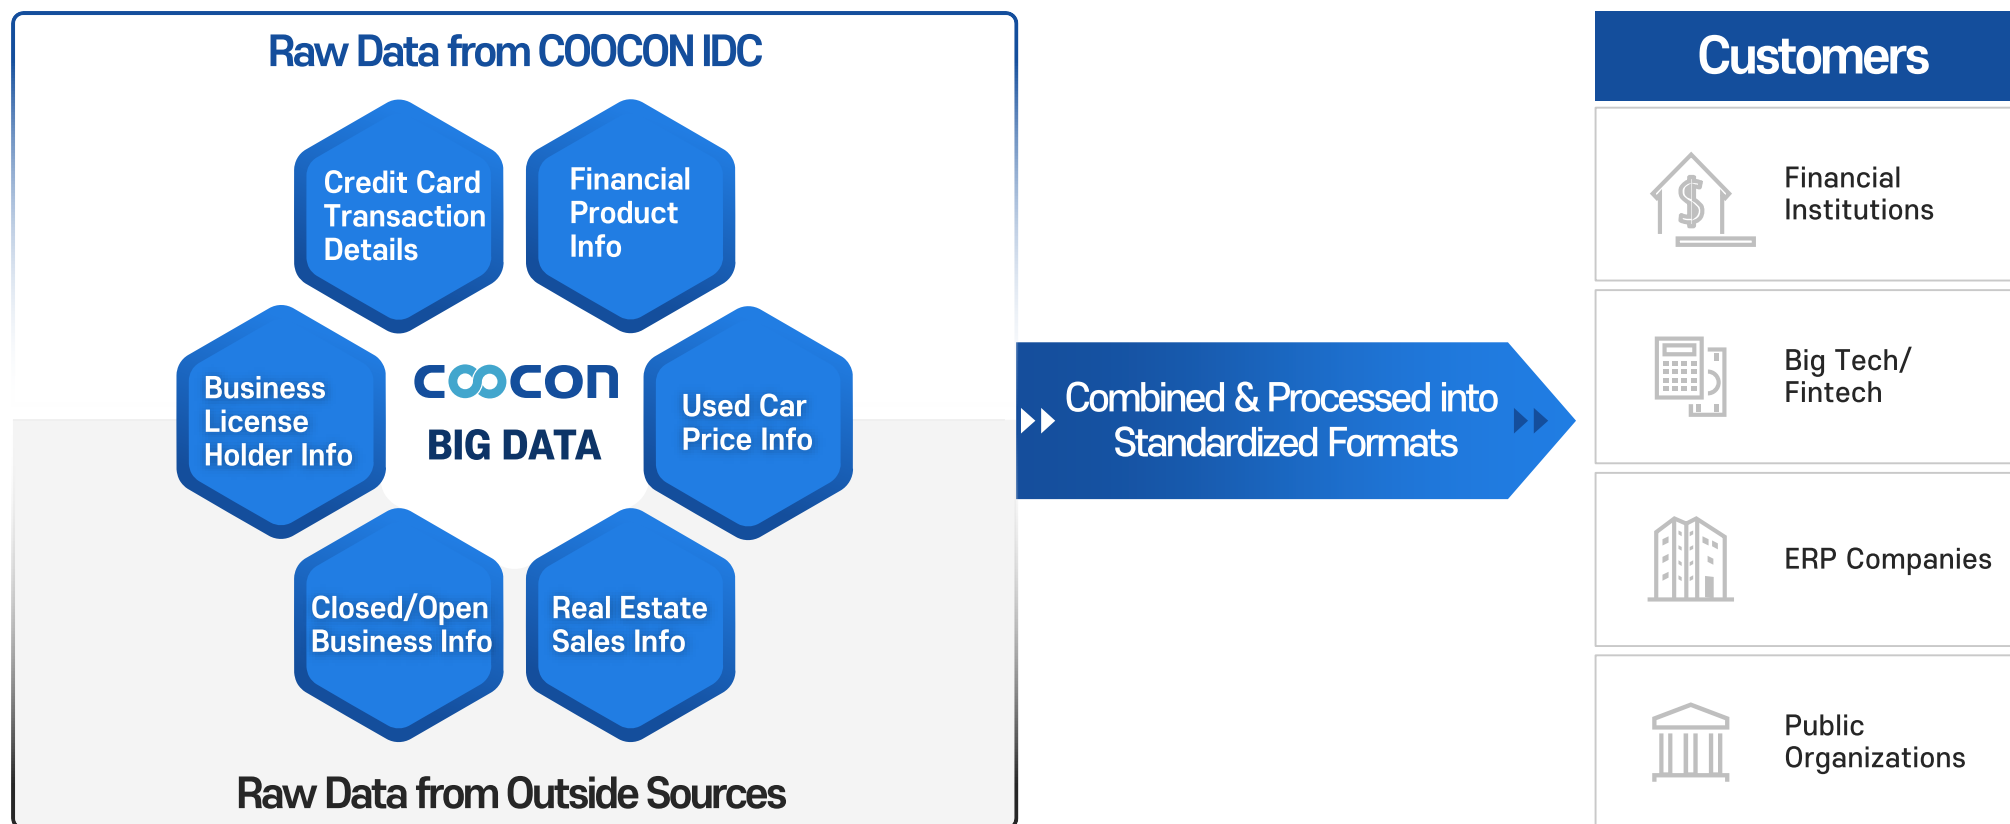 Raw Data from COOCON IDC
Credit Card
Transaction
Details
Financial
Product
Info
Business
License
Holder Info
coocon
BIG DATA
Used Car
Price Info
Closed/Open
Business Info
Real Estate
Sales Info
Raw Data from Outside Sources
Combined & Processed into
Standardized Formats
Customers
Financial
Institutions
Big Tech/
Fintech
ERP Companies
Public
Organizations